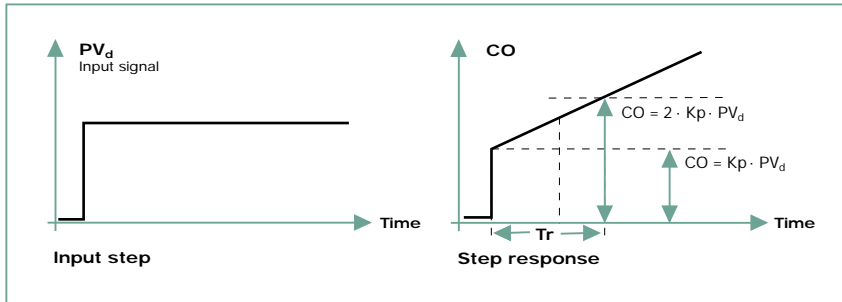 PVd
Input signal
Time
Input step
CO
CO = 2 · Kp · PVd
CO = Kp · PVd
Time
Tr
Step response